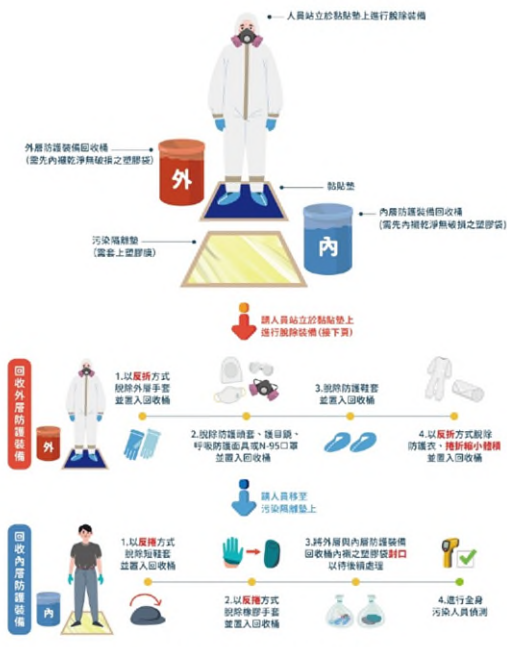 人員站立於黏貼墊上進行脫除裝備
外層防護裝備回收桶
(需先內襯乾淨無破損之塑膠袋)
外
黏貼墊
內層防護裝備回收桶
(需先內襯乾淨無破損之塑膠袋)
內
污染隔離墊
(需套上塑膠膜)
請人員站立於黏貼墊上
進行脫除裝備(接下頁)
回收外層防護裝備
外
1.以反折方式
脫除外層手套
並置入回收桶
2.脫除防護頭套、護目鏡、
呼吸防護面具或N-95口罩
並置入回收桶
3.脫除防護鞋套
並置入回收桶
4.以反折方式脫除
防護衣、捲折縮小體積
並置入回收桶
請人員移至
污染隔離墊上
回收內層防護裝備
內
1.以反捲方式
脫除短鞋套
並置入回收桶
2.以反捲方式
脫除橡膠手套
並置入回收桶
3.將外層與內層防護裝備
回收桶內襯之塑膠袋封口
以待後續處理
4.進行全身
污染人員偵測